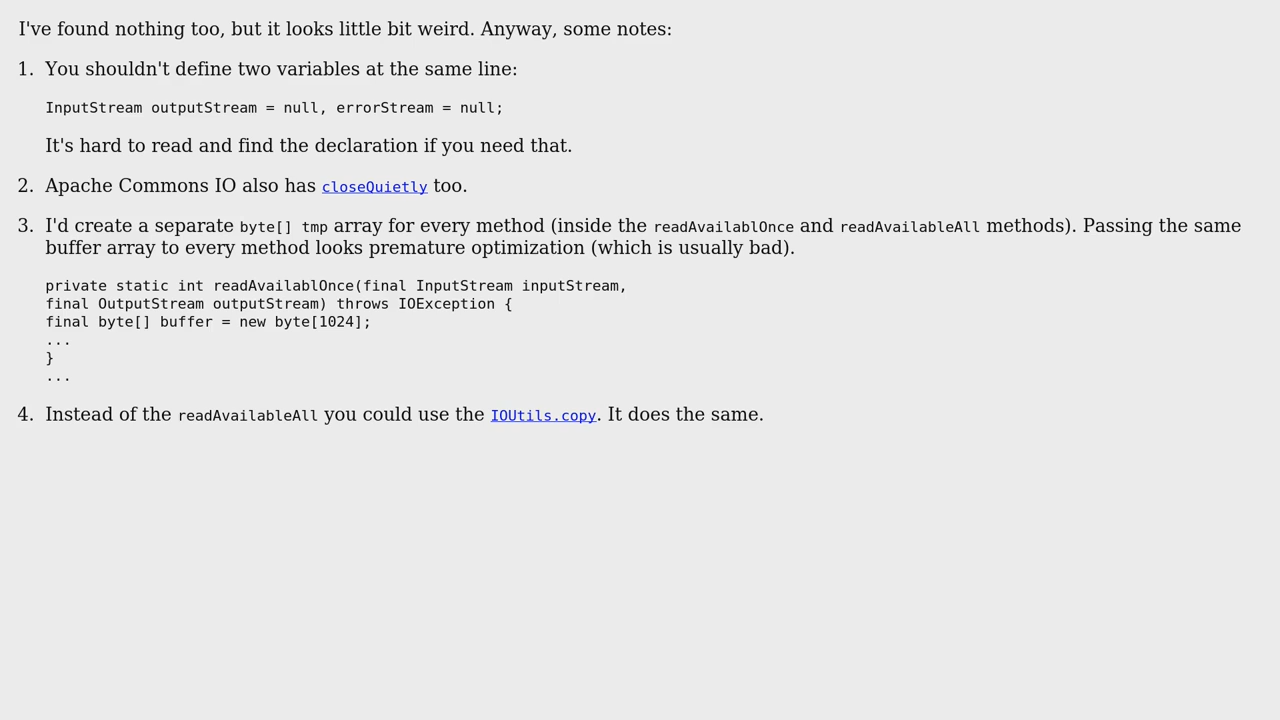 I've found nothing too, but it looks little bit weird. Anyway, some notes:
1. You shouldn't define two variables at the same line:
InputStream outputStream = null, errorStream = null;
It's hard to read and find the declaration if you need that.
2. Apache Commons IO also has closeQuietly too.
3. I'd create a separate byte[] tmp array for every method (inside the readAvailablOnce and readAvailableAll methods). Passing the same
buffer array to every method looks premature optimization (which is usually bad).
private static int readAvailablOnce(final InputStream inputStream,
final OutputStream outputStream) throws IOException {
final byte[] buffer = new byte[1024];
...
}
...
4. Instead of the readAvailableAll you could use the IOUtils.copy. It does the same.